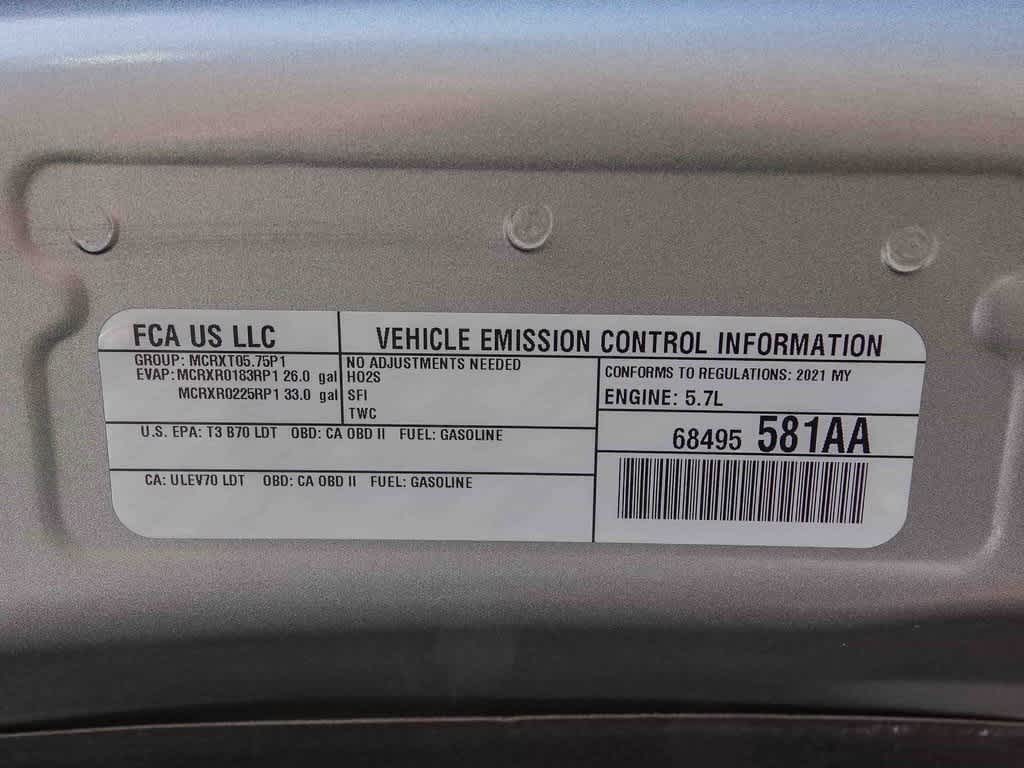 FCA US LLC
VEHICLE EMISSION CONTROL INFORMATION
GROUP: MCRXT05.75P1
EVAP: MCRXR0183RP1 26.0 gal
MCRXR0225RP1 33.0 gal
NO ADJUSTMENTS NEEDED
HO2S
SFI
TWC
CONFORMS TO REGULATIONS: 2021 MY
ENGINE: 5.7L
U.S. EPA: T3 B70 LDT OBD: CA OBD II FUEL: GASOLINE
68495 581AA
CA: ULEV70 LDT OBD: CA OBD II FUEL: GASOLINE